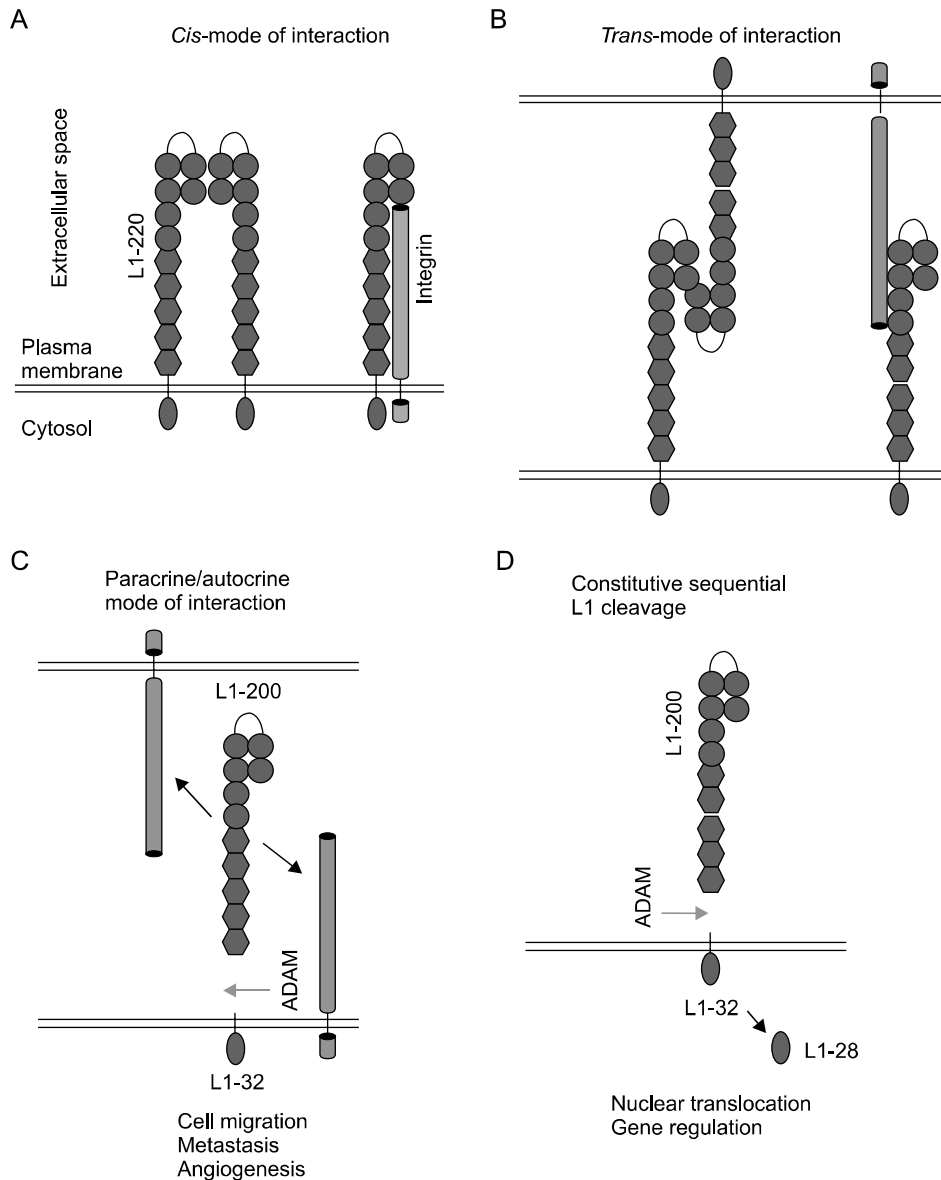 A
Cis-mode of interaction
Extracellular space
L1-220
Integrin
Plasma
membrane
Cytosol
B
Trans-mode of interaction
C
Paracrine/autocrine
mode of interaction
L1-200
ADAM
L1-32
Cell migration
Metastasis
Angiogenesis
D
Constitutive sequential
L1 cleavage
L1-200
ADAM
L1-32
L1-28
Nuclear translocation
Gene regulation